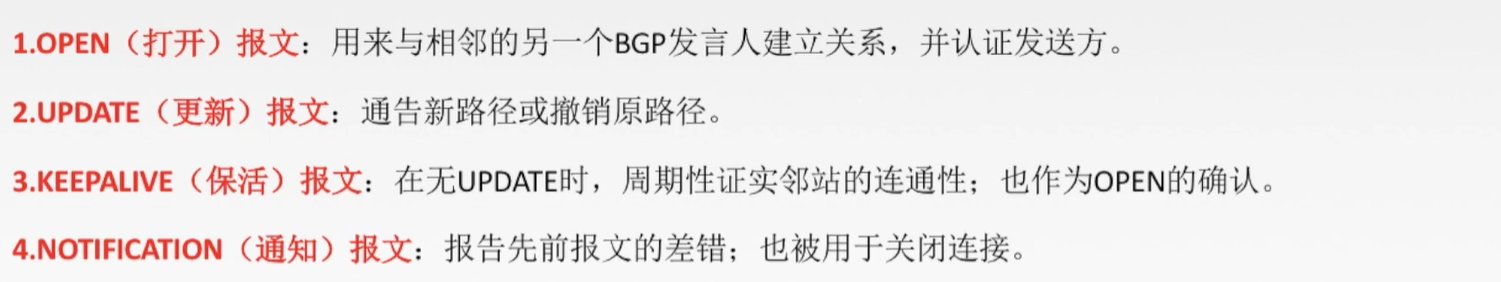 1.OPEN（打开）报文：用来与相邻的另一个BGP发言人建立关系，并认证发送方。
2.UPDATE（更新）报文：通告新路径或撤销原路径。
3.KEEPALIVE（保活）报文：在无UPDATE时，周期性证实邻站的连通性；也作为OPEN的确认。
4.NOTIFICATION（通知）报文：报告先前报文的差错；也被用于关闭连接。